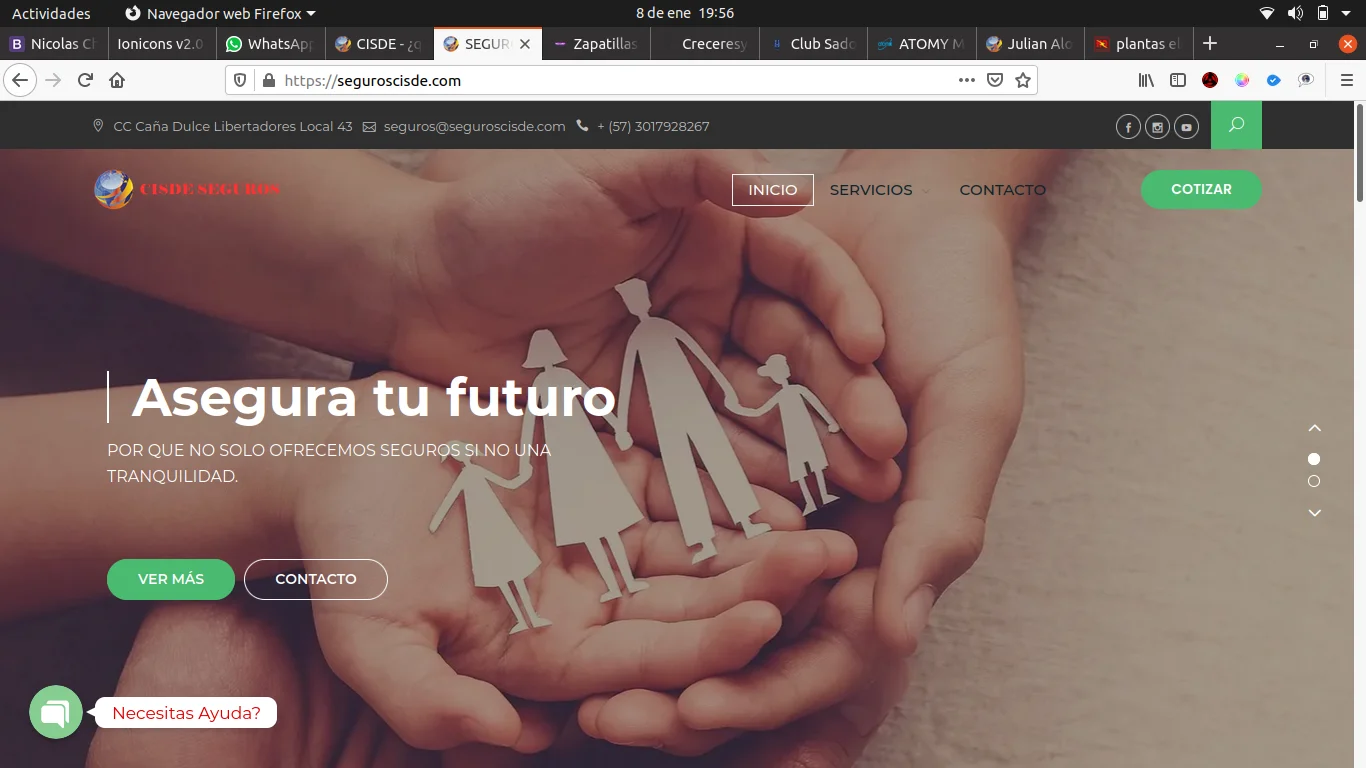 Actividades
Navegador web Firefox
8 de ene 19:56
Nicolas Ch
Ionicons v2.0
WhatsApp
CISDE - ¿q
SEGUR
Zapatillas
Creceresy
Club Sado
ATOMY M
Julian Alo
plantas el
https://seguroscisde.com
CC Caña Dulce Libertadores Local 43
seguros@seguroscisde.com
+ (57) 3017928267
CISDE SEGUROS
INICIO
SERVICIOS
CONTACTO
COTIZAR
Asegura tu futuro
POR QUE NO SOLO OFRECEMOS SEGUROS SI NO UNA
TRANQUILIDAD.
VER MÁS
CONTACTO
Necesitas Ayuda?